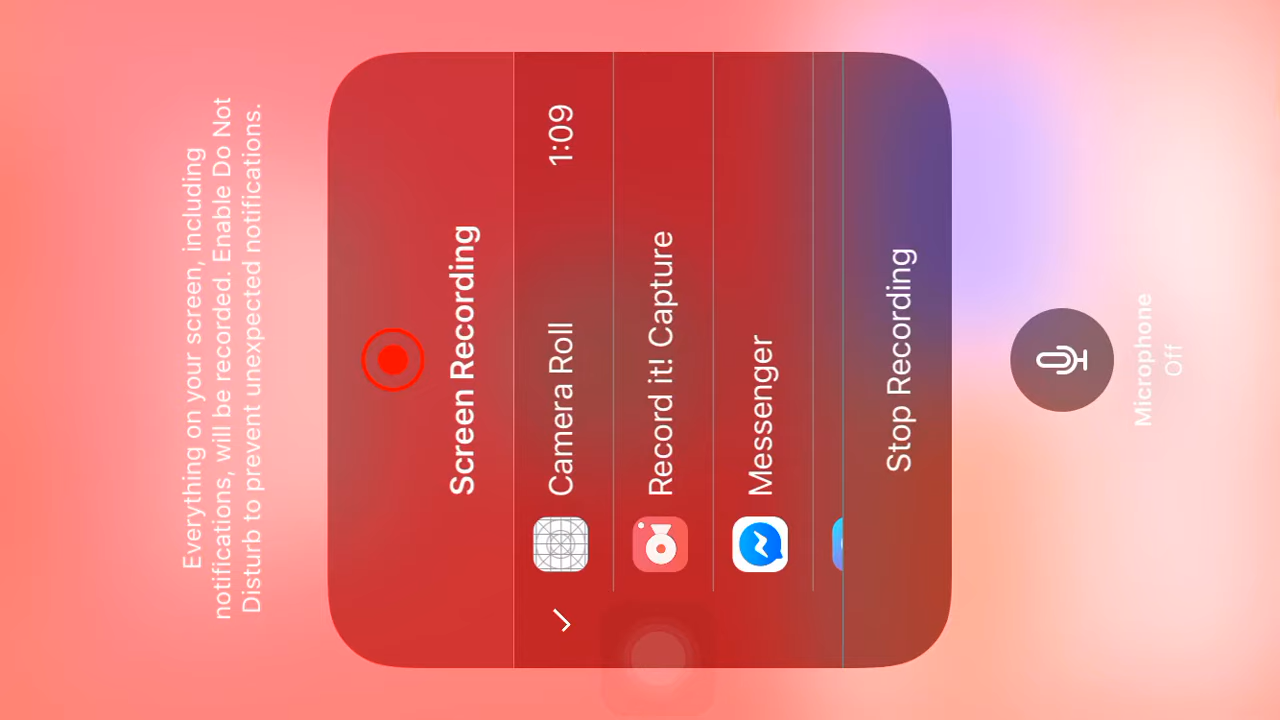 Everything on your screen, including
notifications, will be recorded. Enable Do Not
Disturb to prevent unexpected notifications.
Screen Recording
Camera Roll 1:09
Record it! Capture
Messenger
Stop Recording
Microphone
Off